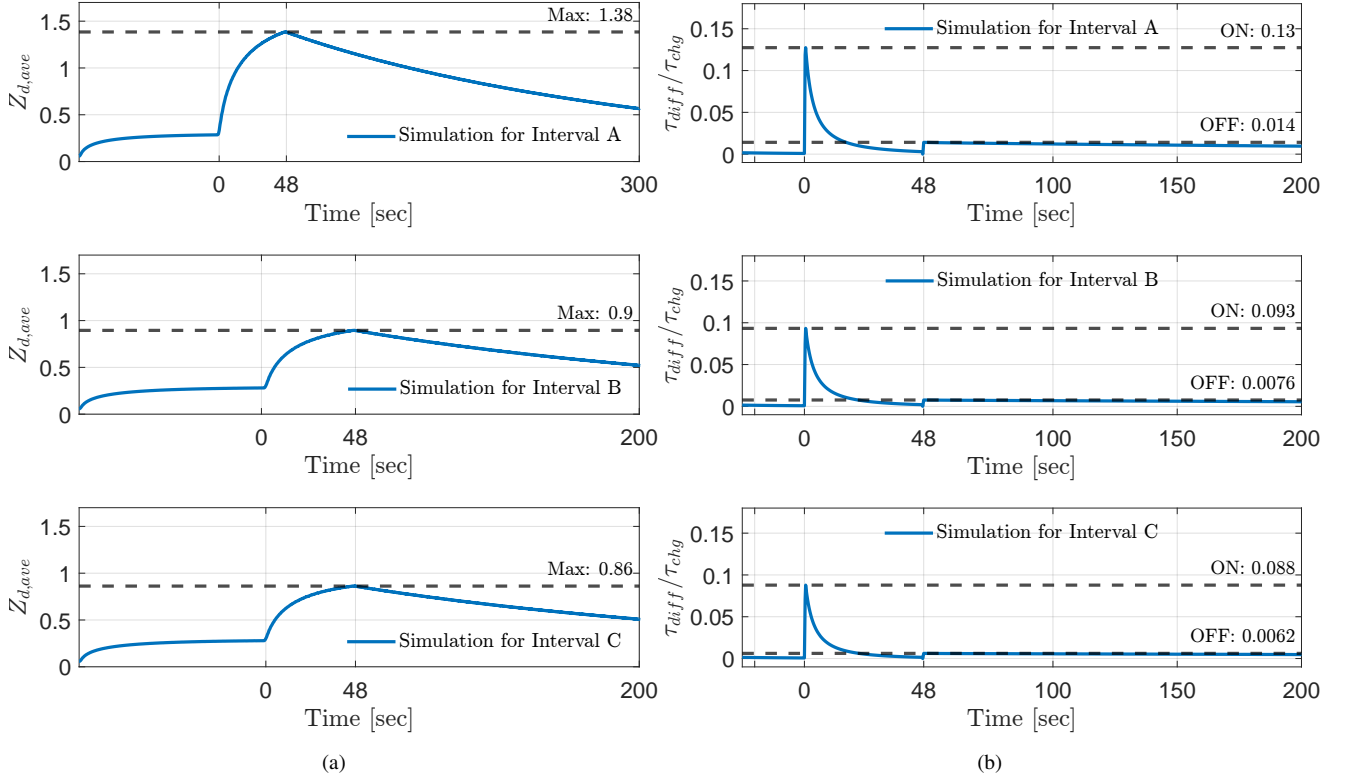 Max: 1.38
Z_{d,ave}
1.5
1
0.5
0
Simulation for Interval A
0
48
300
Time [sec]
Simulation for Interval A
ON: 0.13
OFF: 0.014
τ_{diff}/τ_{chg}
0.15
0.1
0.05
0
0
48
100
150
200
Time [sec]
Max: 0.9
Z_{d,ave}
1.5
1
0.5
0
Simulation for Interval B
0
48
200
Time [sec]
Simulation for Interval B
ON: 0.093
OFF: 0.0076
τ_{diff}/τ_{chg}
0.15
0.1
0.05
0
0
48
100
150
200
Time [sec]
Max: 0.86
Z_{d,ave}
1.5
1
0.5
0
Simulation for Interval C
0
48
200
Time [sec]
Simulation for Interval C
ON: 0.088
OFF: 0.0062
τ_{diff}/τ_{chg}
0.15
0.1
0.05
0
0
48
100
150
200
Time [sec]
(a)
(b)